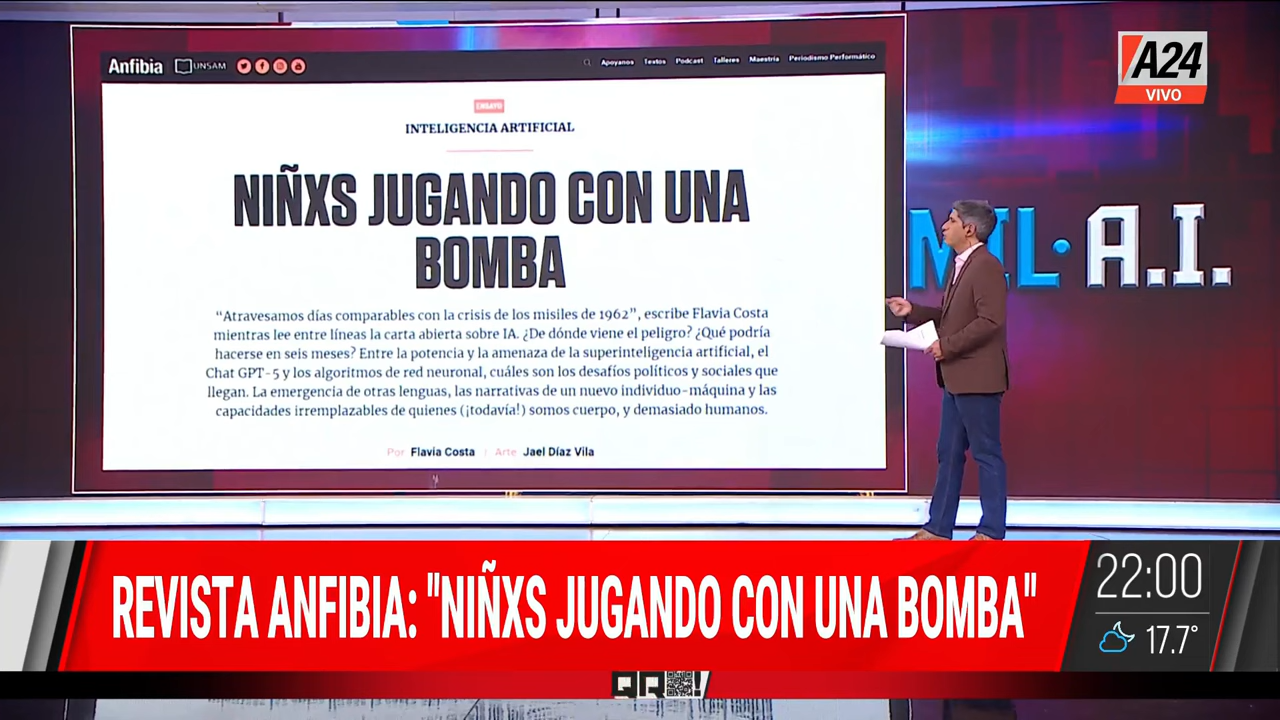 Anfibia
UNSAM
Apoyanos Textos Podcast Talleres Maestría Periodismo Performático
A24
VIVO
ENSAYO
INTELIGENCIA ARTIFICIAL
NIÑXS JUGANDO CON UNA
BOMBA
“Atravesamos días comparables con la crisis de los misiles de 1962”, escribe Flavia Costa
mientras lee entre líneas la carta abierta sobre IA. ¿De dónde viene el peligro? ¿Qué podría
hacerse en seis meses? Entre la potencia y la amenaza de la superinteligencia artificial, el
Chat GPT-5 y los algoritmos de red neuronal, cuáles son los desafíos políticos y sociales que
llegan. La emergencia de otras lenguas, las narrativas de un nuevo individuo-máquina y las
capacidades irremplazables de quienes (¡todavía!) somos cuerpo, y demasiado humanos.
Por Flavia Costa / Arte Jael Díaz Vila
MIL·A.I.
REVISTA ANFIBIA: "NIÑXS JUGANDO CON UNA BOMBA"
22:00
17.7°
QR!